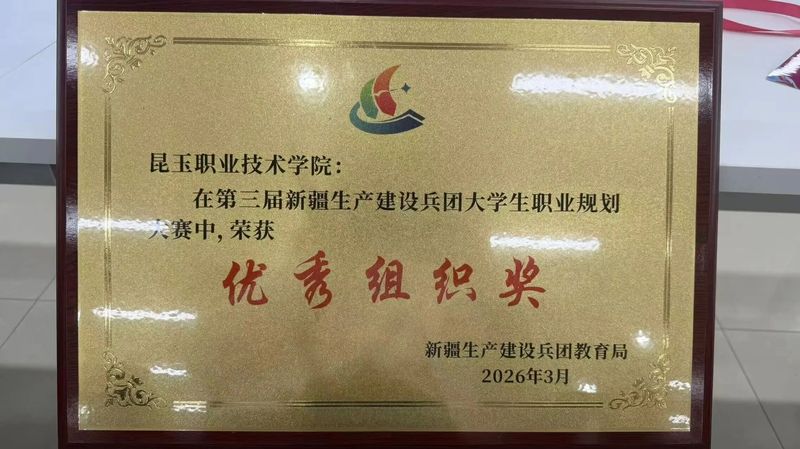 昆玉职业技术学院：
在第三届新疆生产建设兵团大学生职业规划
大赛中，荣获
优秀组织奖
新疆生产建设兵团教育局
2026年3月